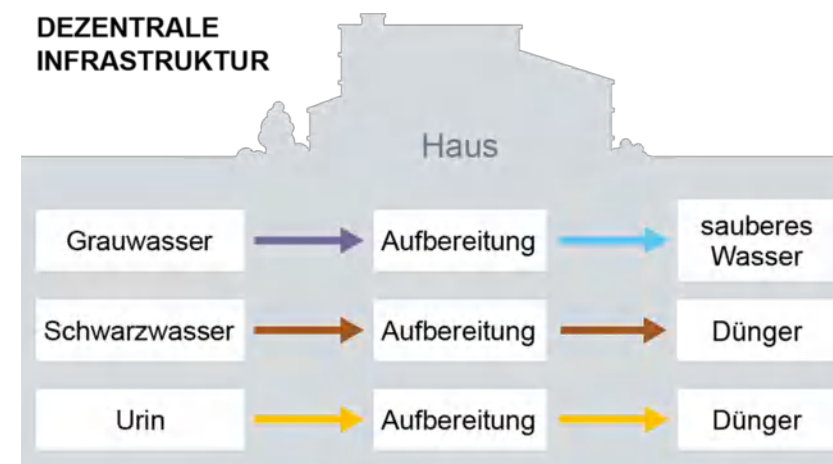 DEZENTRALE
INFRASTRUKTUR
Haus
Grauwasser
Aufbereitung
sauberes
Wasser
Schwarzwasser
Aufbereitung
Dünger
Urin
Aufbereitung
Dünger